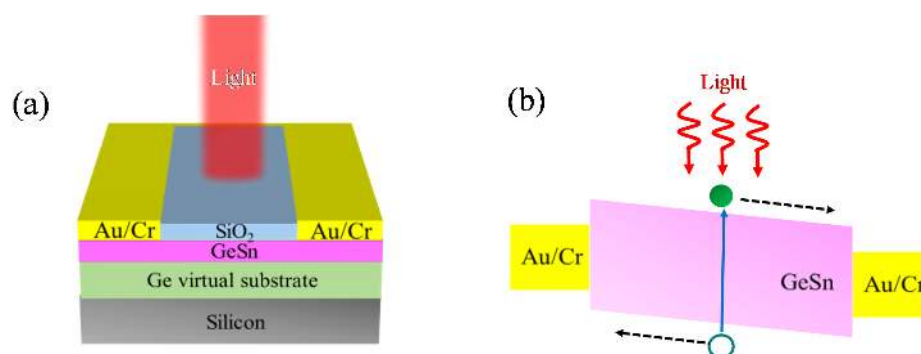 (a)
Light
Au/Cr
SiO₂
Au/Cr
GeSn
Ge virtual substrate
Silicon
(b)
Light
Au/Cr
GeSn
Au/Cr